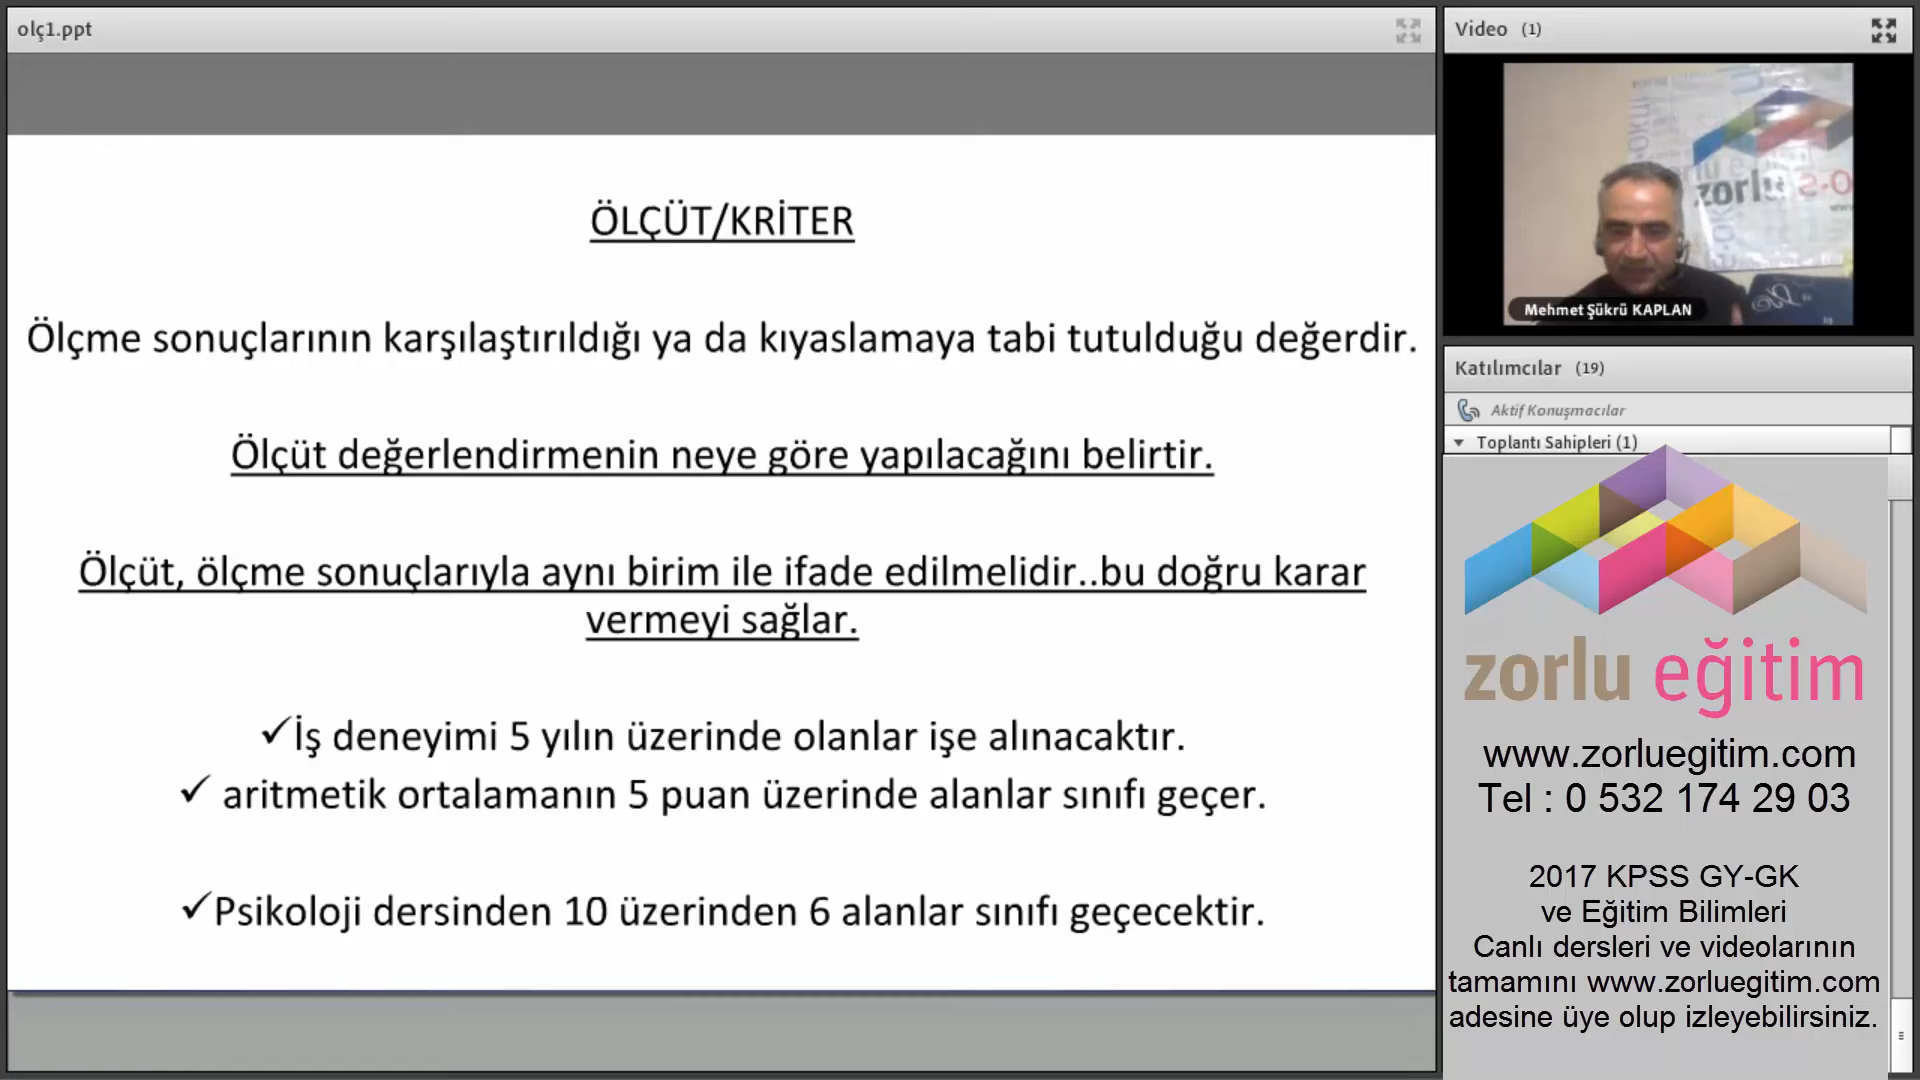 olç1.ppt
ÖLÇÜT/KRİTER
Ölçme sonuçlarının karşılaştırıldığı ya da kıyaslamaya tabi tutulduğu değerdir.
Ölçüt değerlendirmenin neye göre yapılacağını belirtir.
Ölçüt, ölçme sonuçlarıyla aynı birim ile ifade edilmelidir..bu doğru karar
vermeyi sağlar.
✓İş deneyimi 5 yılın üzerinde olanlar işe alınacaktır.
✓ aritmetik ortalamanın 5 puan üzerinde alanlar sınıfı geçer.
✓Psikoloji dersinden 10 üzerinden 6 alanlar sınıfı geçecektir.
Video (1)
zorlu
Mehmet Şükrü KAPLAN
Katılımcılar (19)
Aktif Konuşmacılar
Toplantı Sahipleri (1)
zorlu eğitim
www.zorluegitim.com
Tel : 0 532 174 29 03
2017 KPSS GY-GK
ve Eğitim Bilimleri
Canlı dersleri ve videolarının
tamamını www.zorluegitim.com
adesine üye olup izleyebilirsiniz.